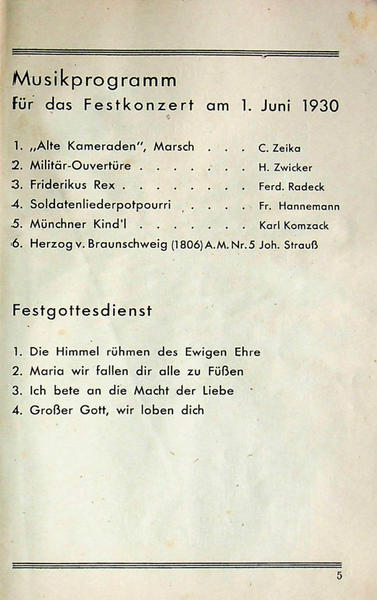 Musikprogramm
für das Festkonzert am 1. Juni 1930
1. „Alte Kameraden", Marsch . . . C. Zeika
2. Militär-Ouvertüre . . . . . . . H. Zwicker
3. Friderikus Rex . . . . . . . . Ferd. Radeck
4. Soldatenliederpotpourri . . . . Fr. Hannemann
5. Münchner Kind'l . . . . . . . Karl Komzack
6. Herzog v. Braunschweig (1806) A.M.Nr.5 Joh. Strauß
Festgottesdienst
1. Die Himmel rühmen des Ewigen Ehre
2. Maria wir fallen dir alle zu Füßen
3. Ich bete an die Macht der Liebe
4. Großer Gott, wir loben dich
5